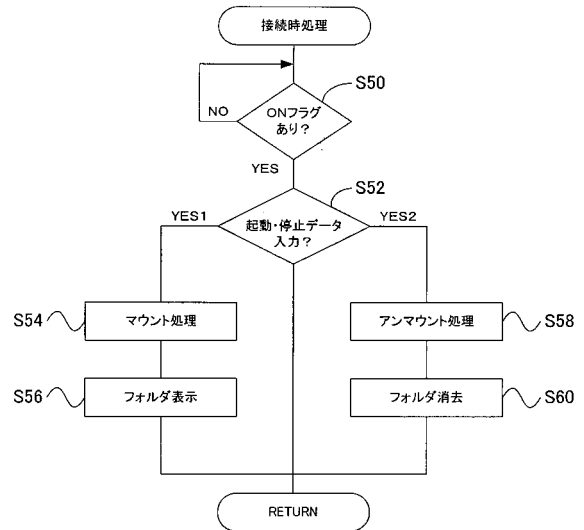 接続時処理
S50
ONフラグ
あり?
NO
YES
S52
起動・停止データ
入力?
YES1
YES2
S54
マウント処理
アンマウント処理
S58
S56
フォルダ表示
フォルダ消去
S60
RETURN